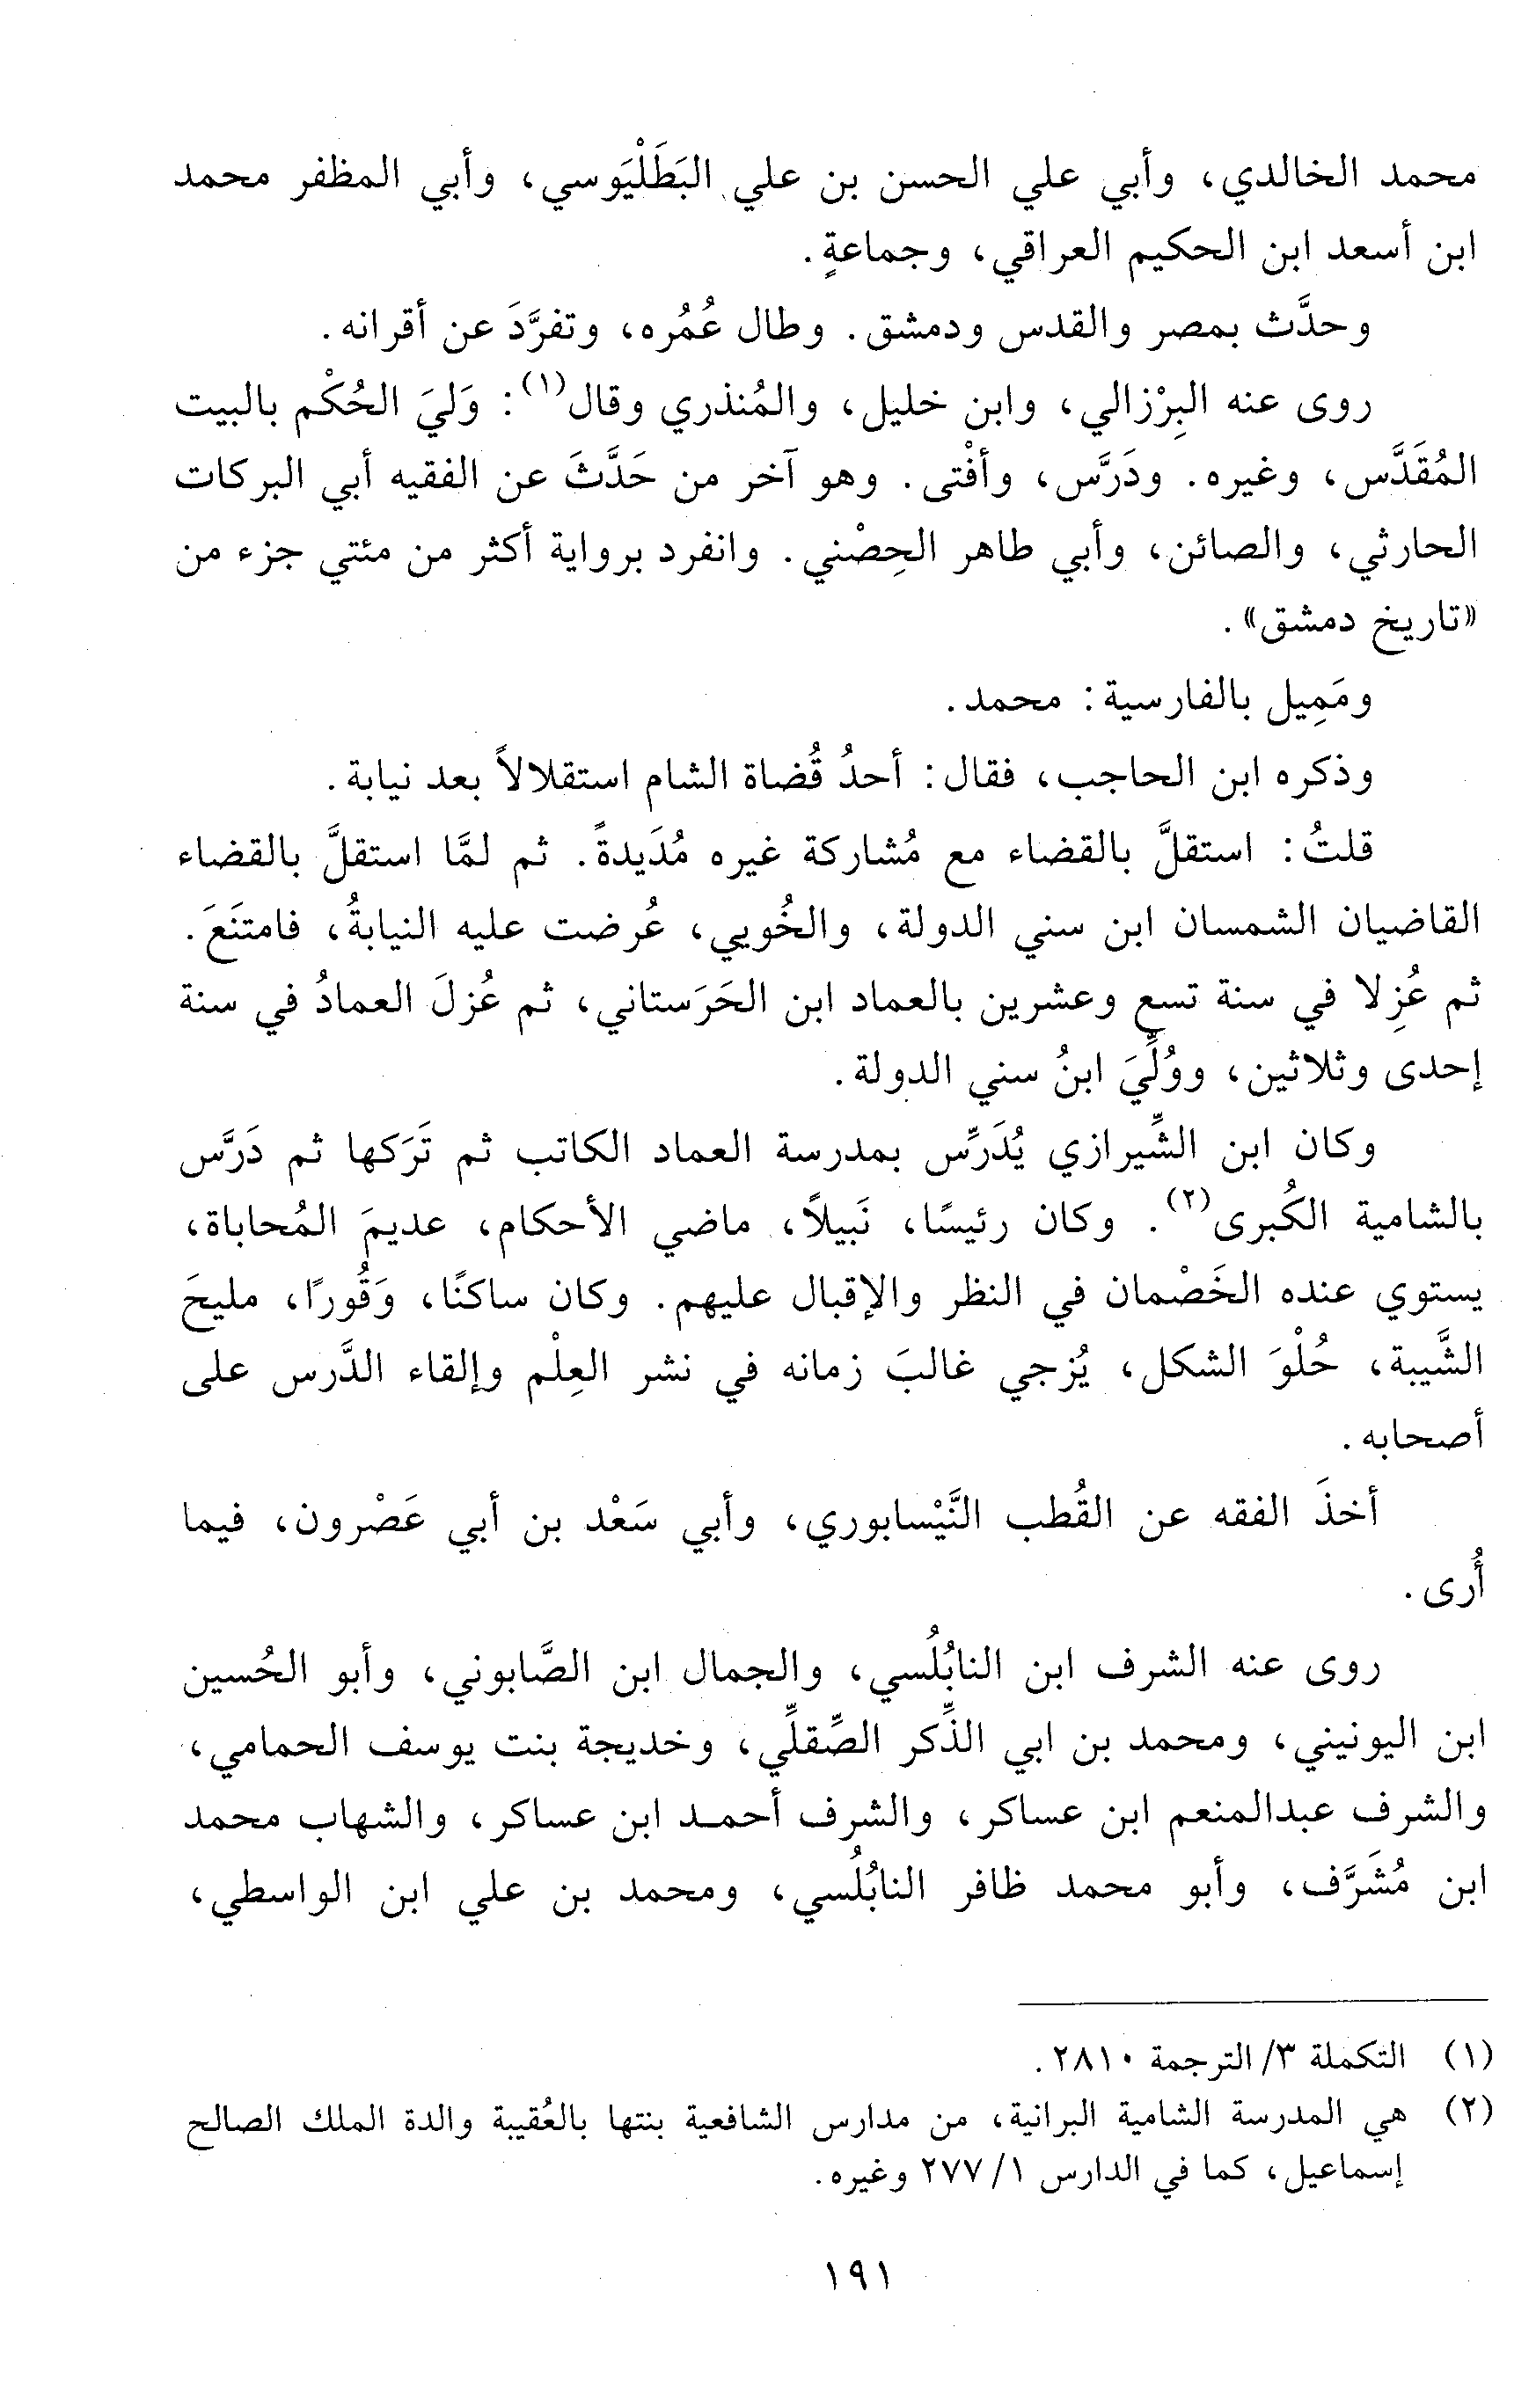 محمد الخالدي، وأبي علي الحسن بن علي البَطَلْيَوسي، وأبي المظفر محمد
ابن أسعد ابن الحكيم العراقي، وجماعةٍ.
وحدَّث بمصر والقدس ودمشق. وطال عُمُره، وتفرَّدَ عن أقرانه.
روى عنه البِرْزالي، وابن خليل، والمُنذري وقال(١): وَليَ الحُكْم بالبيت
المُقَدَّس، وغيره. ودَرَّس، وأفْتى. وهو آخر من حَدَّثَ عن الفقيه أبي البركات
الحارثي، والصائن، وأبي طاهر الحِصْني. وانفرد برواية أكثر من مئتي جزء من
«تاريخ دمشق».
ومَمِيل بالفارسية: محمد.
وذكره ابن الحاجب، فقال: أحدُ قُضاة الشام استقلالاً بعد نيابة.
قلتُ: استقلَّ بالقضاء مع مُشاركة غيره مُدَيدةً. ثم لمَّا استقلَّ بالقضاء
القاضيان الشمسان ابن سني الدولة، والخُويي، عُرضت عليه النيابةُ، فامتنَعَ.
ثم عُزِلا في سنة تسع وعشرين بالعماد ابن الحَرَستاني، ثم عُزلَ العمادُ في سنة
إحدى وثلاثين، ووُلِّيَ ابنُ سني الدولة.
وكان ابن الشِّيرازي يُدَرِّس بمدرسة العماد الكاتب ثم تَرَكها ثم دَرَّس
بالشامية الكُبرى(٢). وكان رئيسًا، نَبيلاً، ماضي الأحكام، عديمَ المُحاباة،
يستوي عنده الخَصْمان في النظر والإقبال عليهم. وكان ساكنًا، وَقُورًا، مليحَ
الشَّيبة، حُلْوَ الشكل، يُزجي غالبَ زمانه في نشر العِلْم وإلقاء الدَّرس على
أصحابه.
أخذَ الفقه عن القُطب النَّيْسابوري، وأبي سَعْد بن أبي عَصْرون، فيما
أُرى.
روى عنه الشرف ابن النابُلُسي، والجمال ابن الصَّابوني، وأبو الحُسين
ابن اليونيني، ومحمد بن ابي الذِّكر الصِّقلِّي، وخديجة بنت يوسف الحمامي،
والشرف عبدالمنعم ابن عساكر، والشرف أحمـد ابن عساكر، والشهاب محمد
ابن مُشَرَّف، وأبو محمد ظافر النابُلُسي، ومحمد بن علي ابن الواسطي،
(١) التكملة ٣/ الترجمة ٢٨١٠.
(٢) هي المدرسة الشامية البرانية، من مدارس الشافعية بنتها بالعُقيبة والدة الملك الصالح
إسماعيل، كما في الدارس ١/ ٢٧٧ وغيره.
١٩١